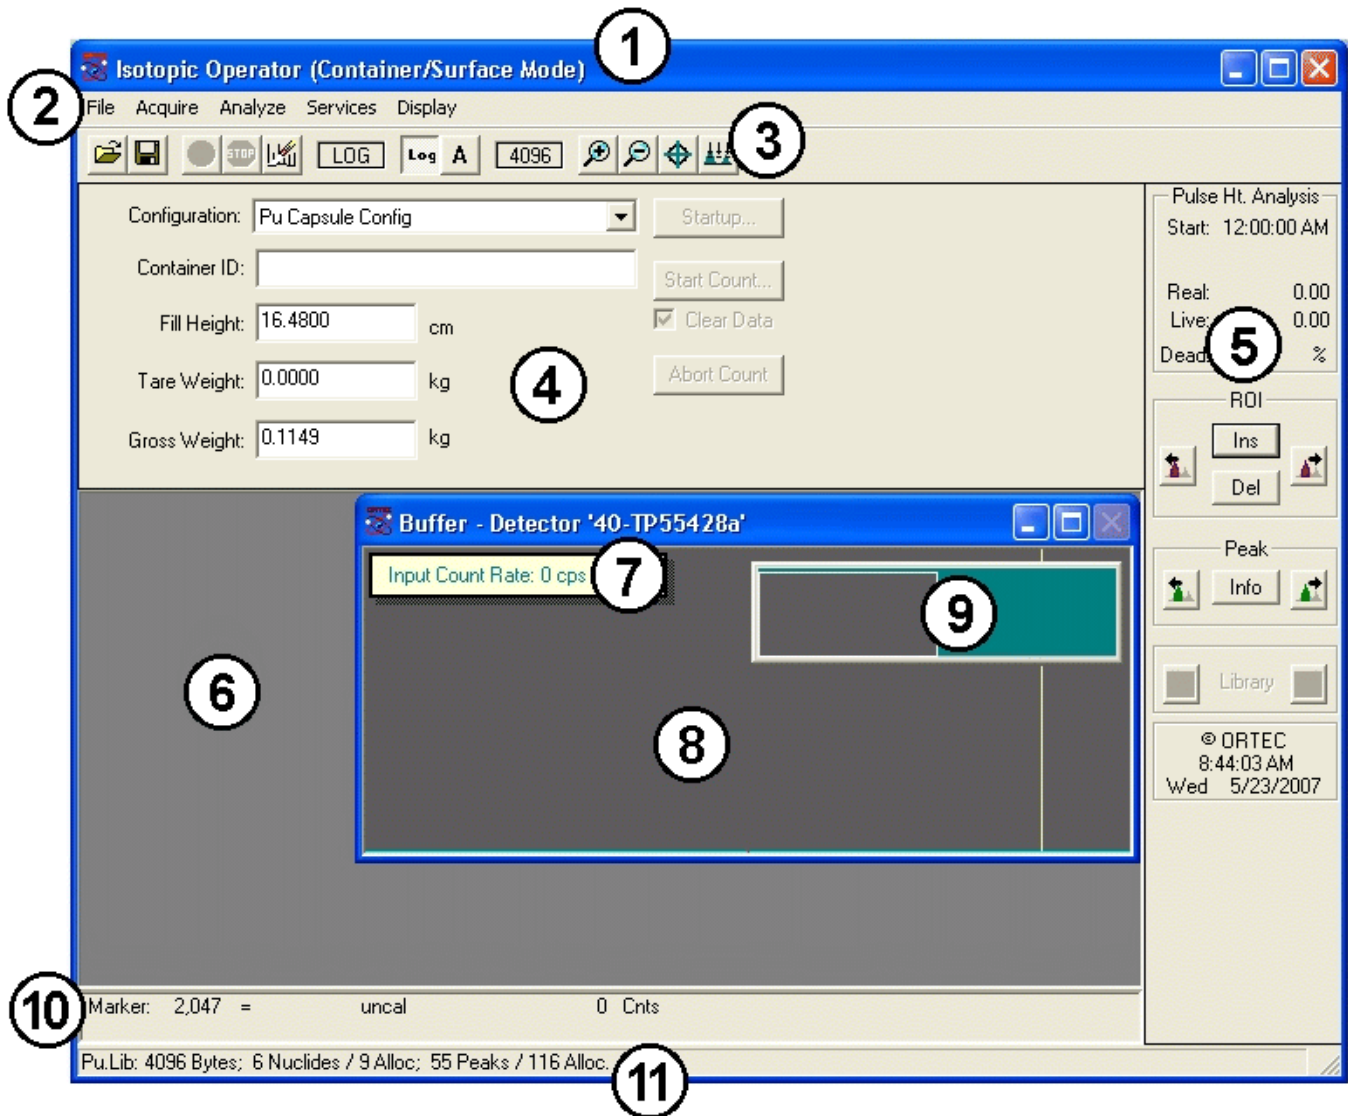 1
Isotopic Operator (Container/Surface Mode)
2
File Acquire Analyze Services Display
STOP LOG Log A 4096
3
Configuration: Pu Capsule Config Startup...
Container ID: Start Count...
Clear Data
Fill Height: 16.4800 cm
Tare Weight: 0.0000 kg Abort Count
Gross Weight: 0.1149 kg
4
Pulse Ht. Analysis
Start: 12:00:00 AM
Real: 0.00
Live: 0.00
Dead %
5
ROI
Ins
Del
Peak
Info
Library
© ORTEC
8:44:03 AM
Wed 5/23/2007
6
Buffer - Detector '40-TP55428a'
Input Count Rate: 0 cps
7
8
9
10
Marker: 2,047 = uncal 0 Cnts
Pu.Lib: 4096 Bytes; 6 Nuclides / 9 Alloc; 55 Peaks / 116 Alloc.
11